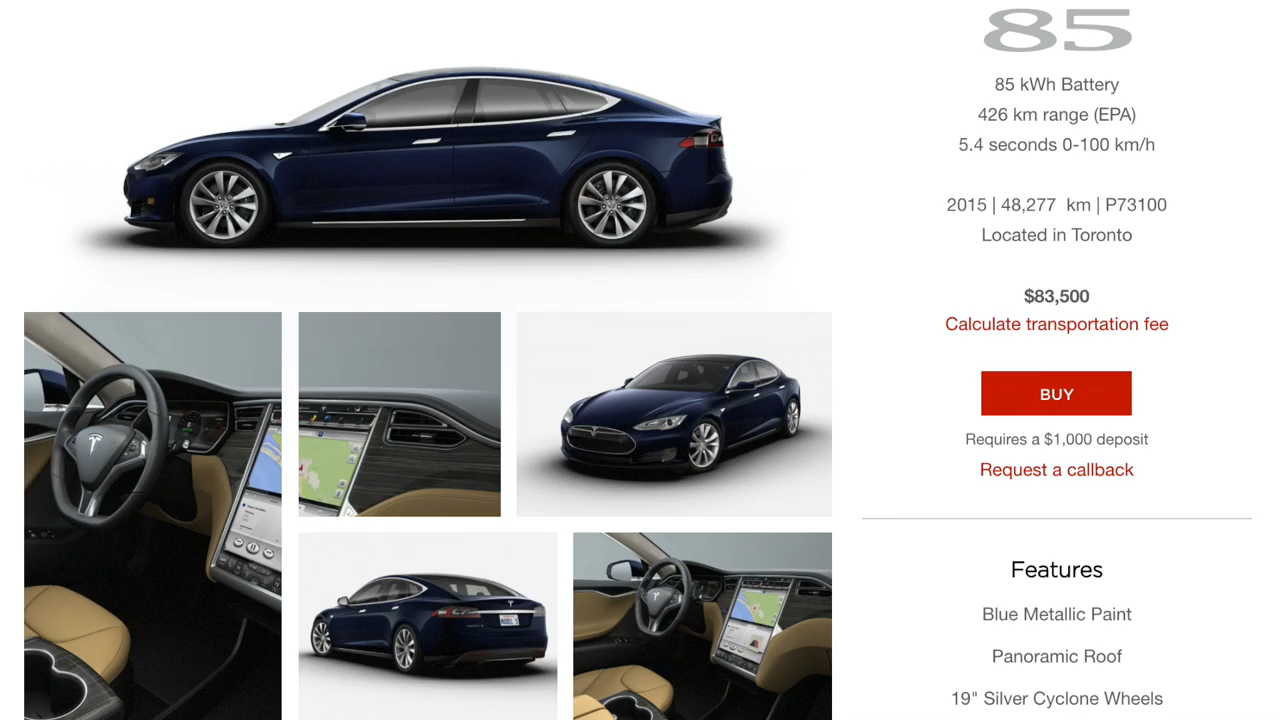 85
85 kWh Battery
426 km range (EPA)
5.4 seconds 0-100 km/h
2015 | 48,277 km | P73100
Located in Toronto
$83,500
Calculate transportation fee
BUY
Requires a $1,000 deposit
Request a callback
Features
Blue Metallic Paint
Panoramic Roof
19" Silver Cyclone Wheels
MODEL S